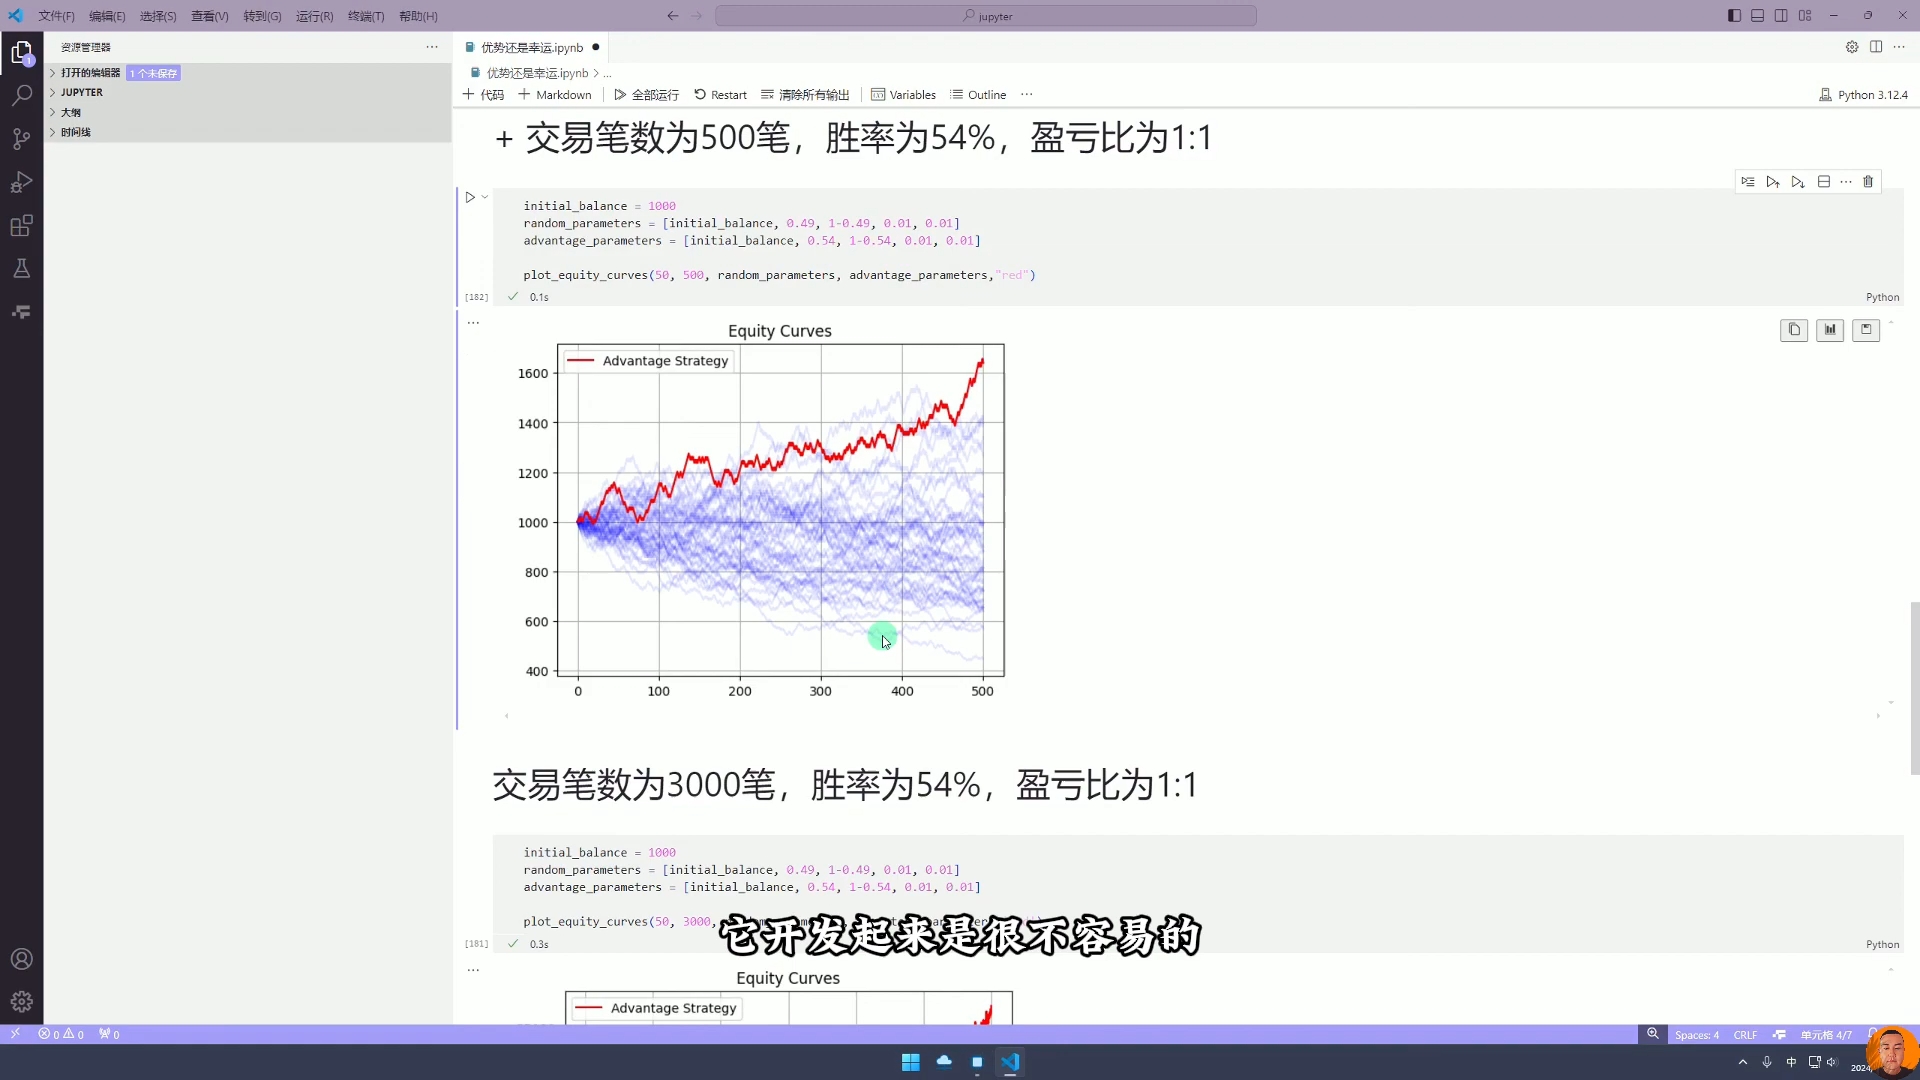 文件(F) 编辑(E) 选择(S) 查看(V) 转到(G) 运行(R) 终端(T) 帮助(H)
jupyter
资源管理器
打开的编辑器 1 个未保存
JUPYTER
大纲
时间线
优势还是幸运.ipynb
优势还是幸运.ipynb > ...
代码 Markdown 全部运行 Restart 清除所有输出 Variables Outline ...
Python 3.12.4
+ 交易笔数为500笔，胜率为54%，盈亏比为1:1
initial_balance = 1000
random_parameters = [initial_balance, 0.49, 1-0.49, 0.01, 0.01]
advantage_parameters = [initial_balance, 0.54, 1-0.54, 0.01, 0.01]
plot_equity_curves(50, 500, random_parameters, advantage_parameters,"red")
[182] 0.1s
Python
Equity Curves
Advantage Strategy
1600
1400
1200
1000
800
600
400
0 100 200 300 400 500
交易笔数为3000笔，胜率为54%，盈亏比为1:1
initial_balance = 1000
random_parameters = [initial_balance, 0.49, 1-0.49, 0.01, 0.01]
advantage_parameters = [initial_balance, 0.54, 1-0.54, 0.01, 0.01]
plot_equity_curves(50, 3000,
它开发起来是很不容易的
[181] 0.3s
Python
Equity Curves
Advantage Strategy
0 0 0
Spaces: 4 CRLF 单元格 4/7
中
2024